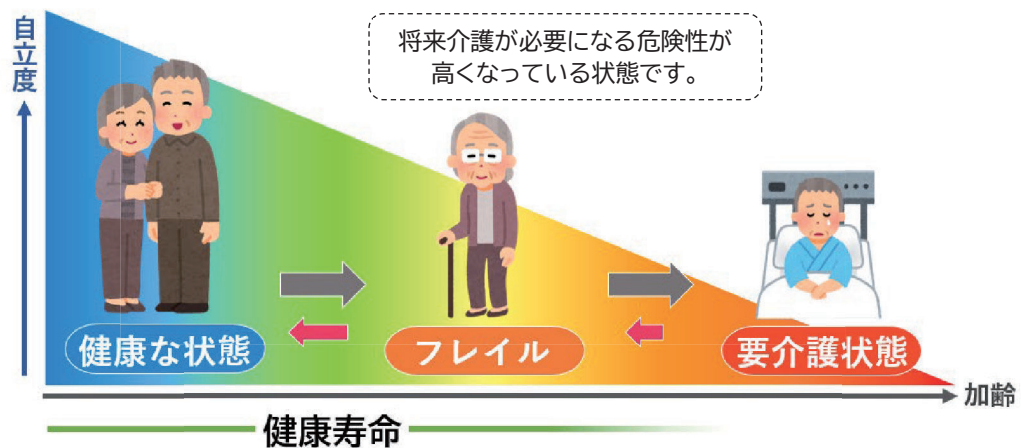 自立度
将来介護が必要になる危険性が
高くなっている状態です。
健康な状態
フレイル
要介護状態
加齢
健康寿命